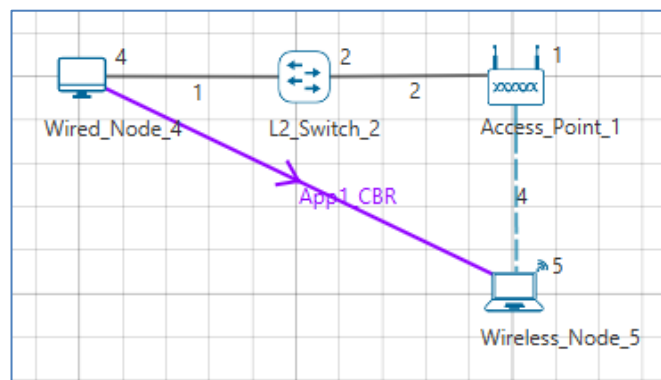 4
2
1
1
2
Wired_Node_4
L2_Switch_2
Access_Point_1
App1_CBR
4
5
Wireless_Node_5